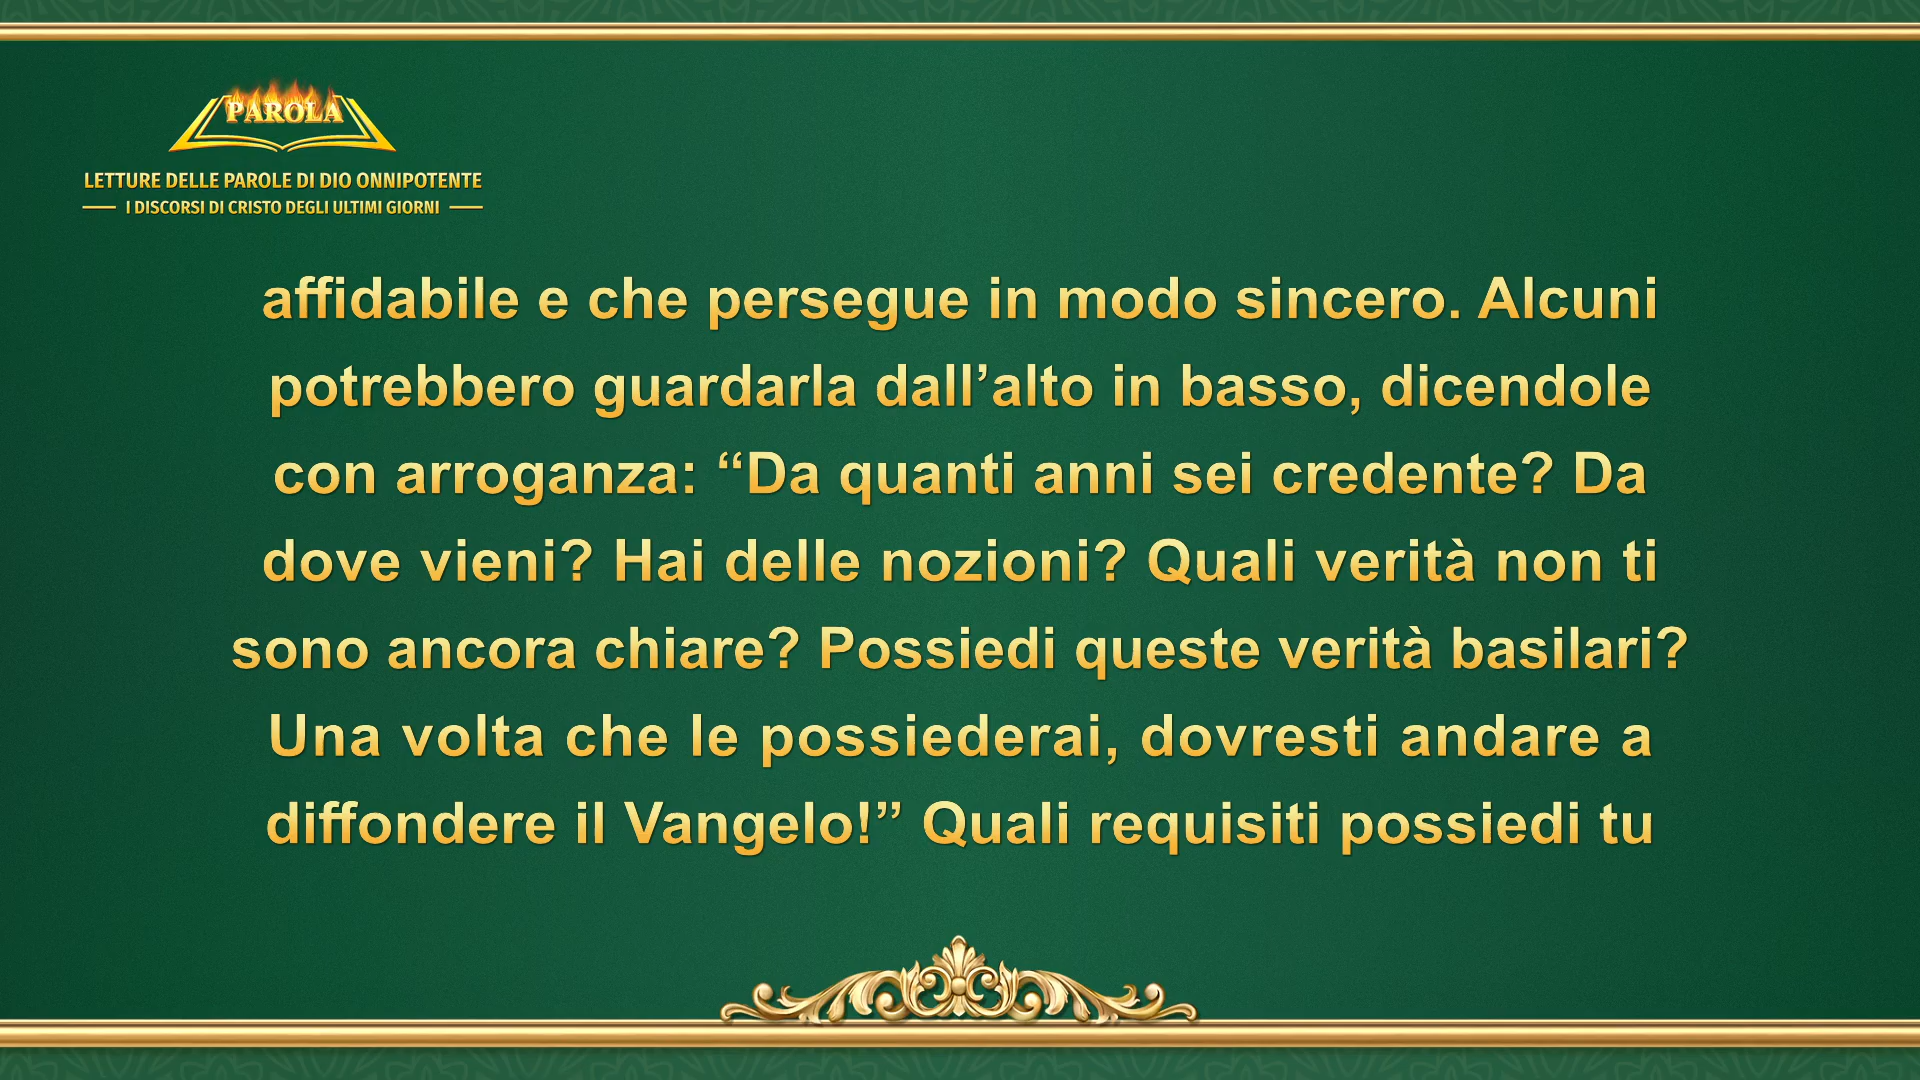 PAROLA
LETTURE DELLE PAROLE DI DIO ONNIPOTENTE
I DISCORSI DI CRISTO DEGLI ULTIMI GIORNI
affidabile e che persegue in modo sincero. Alcuni
potrebbero guardarla dall’alto in basso, dicendole
con arroganza: “Da quanti anni sei credente? Da
dove vieni? Hai delle nozioni? Quali verità non ti
sono ancora chiare? Possiedi queste verità basilari?
Una volta che le possiederai, dovresti andare a
diffondere il Vangelo!” Quali requisiti possiedi tu